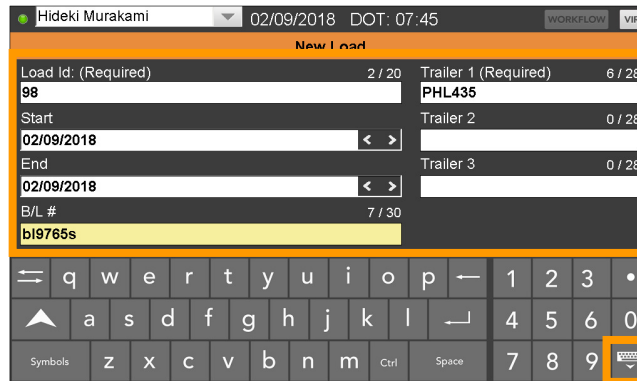 Hideki Murakami 02/09/2018 DOT: 07:45 WORKFLOW
New Load
Load Id: (Required) 2 / 20 Trailer 1 (Required) 6 / 28
98 PHL435
Start Trailer 2 0 / 28
02/09/2018 < >
End Trailer 3 0 / 28
02/09/2018 < >
B/L # 7 / 30
bl9765s
q w e r t y u i o p 1 2 3
a s d f g h j k l 4 5 6 0
Symbols z x c v b n m Ctrl Space 7 8 9